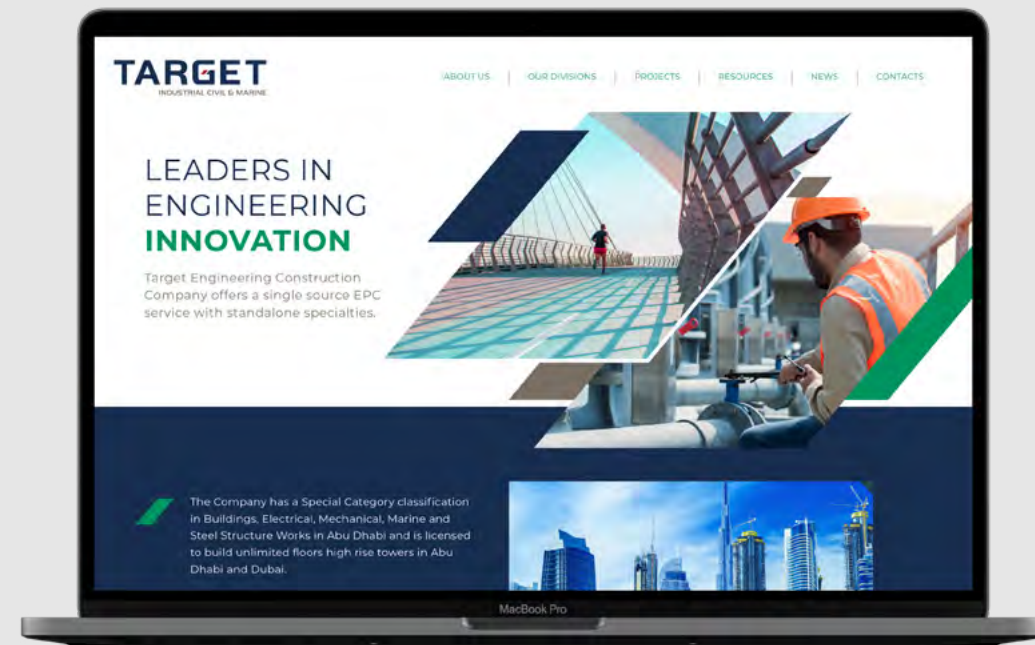 TARGET
INDUSTRIAL CIVIL & MARINE
ABOUT US
OUR DIVISIONS
PROJECTS
RESOURCES
NEWS
CONTACTS
LEADERS IN
ENGINEERING
INNOVATION
Target Engineering Construction
Company offers a single source EPC
service with standalone specialties.
The Company has a Special Category classification
in Buildings, Electrical, Mechanical, Marine and
Steel Structure Works in Abu Dhabi and is licensed
to build unlimited floors high rise towers in Abu
Dhabi and Dubai.
MacBook Pro